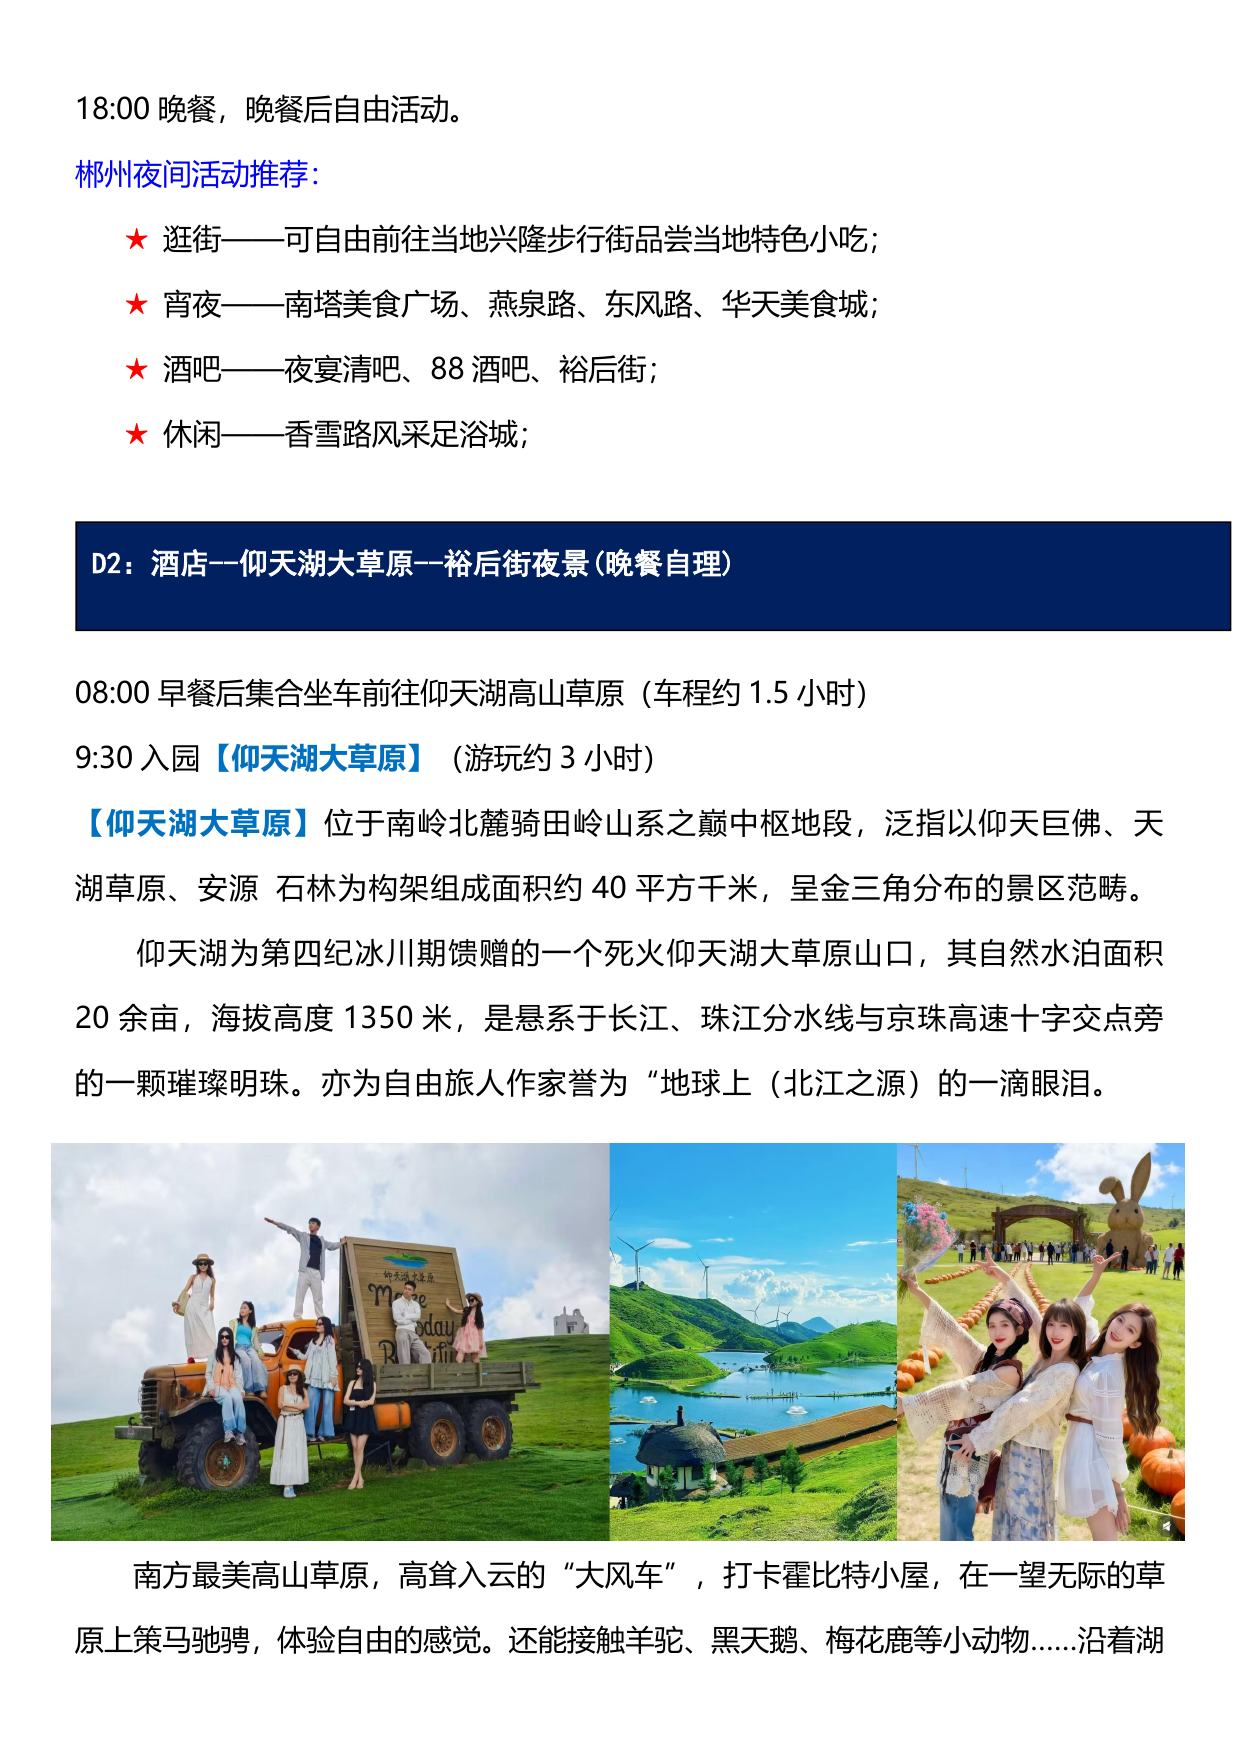 18:00 晚餐，晚餐后自由活动。
郴州夜间活动推荐：
★ 逛街——可自由前往当地兴隆步行街品尝当地特色小吃；
★ 宵夜——南塔美食广场、燕泉路、东风路、华天美食城；
★ 酒吧——夜宴清吧、88 酒吧、裕后街；
★ 休闲——香雪路风采足浴城；
D2：酒店--仰天湖大草原--裕后街夜景(晚餐自理)
08:00 早餐后集合坐车前往仰天湖高山草原（车程约 1.5 小时）
9:30 入园【仰天湖大草原】（游玩约 3 小时）
【仰天湖大草原】位于南岭北麓骑田岭山系之巅中枢地段，泛指以仰天巨佛、天
湖草原、安源 石林为构架组成面积约 40 平方千米，呈金三角分布的景区范畴。
仰天湖为第四纪冰川期馈赠的一个死火仰天湖大草原山口，其自然水泊面积
20 余亩，海拔高度 1350 米，是悬系于长江、珠江分水线与京珠高速十字交点旁
的一颗璀璨明珠。亦为自由旅人作家誉为“地球上（北江之源）的一滴眼泪。
仰天湖大草原
南方最美高山草原，高耸入云的“大风车”，打卡霍比特小屋，在一望无际的草
原上策马驰骋，体验自由的感觉。还能接触羊驼、黑天鹅、梅花鹿等小动物……沿着湖